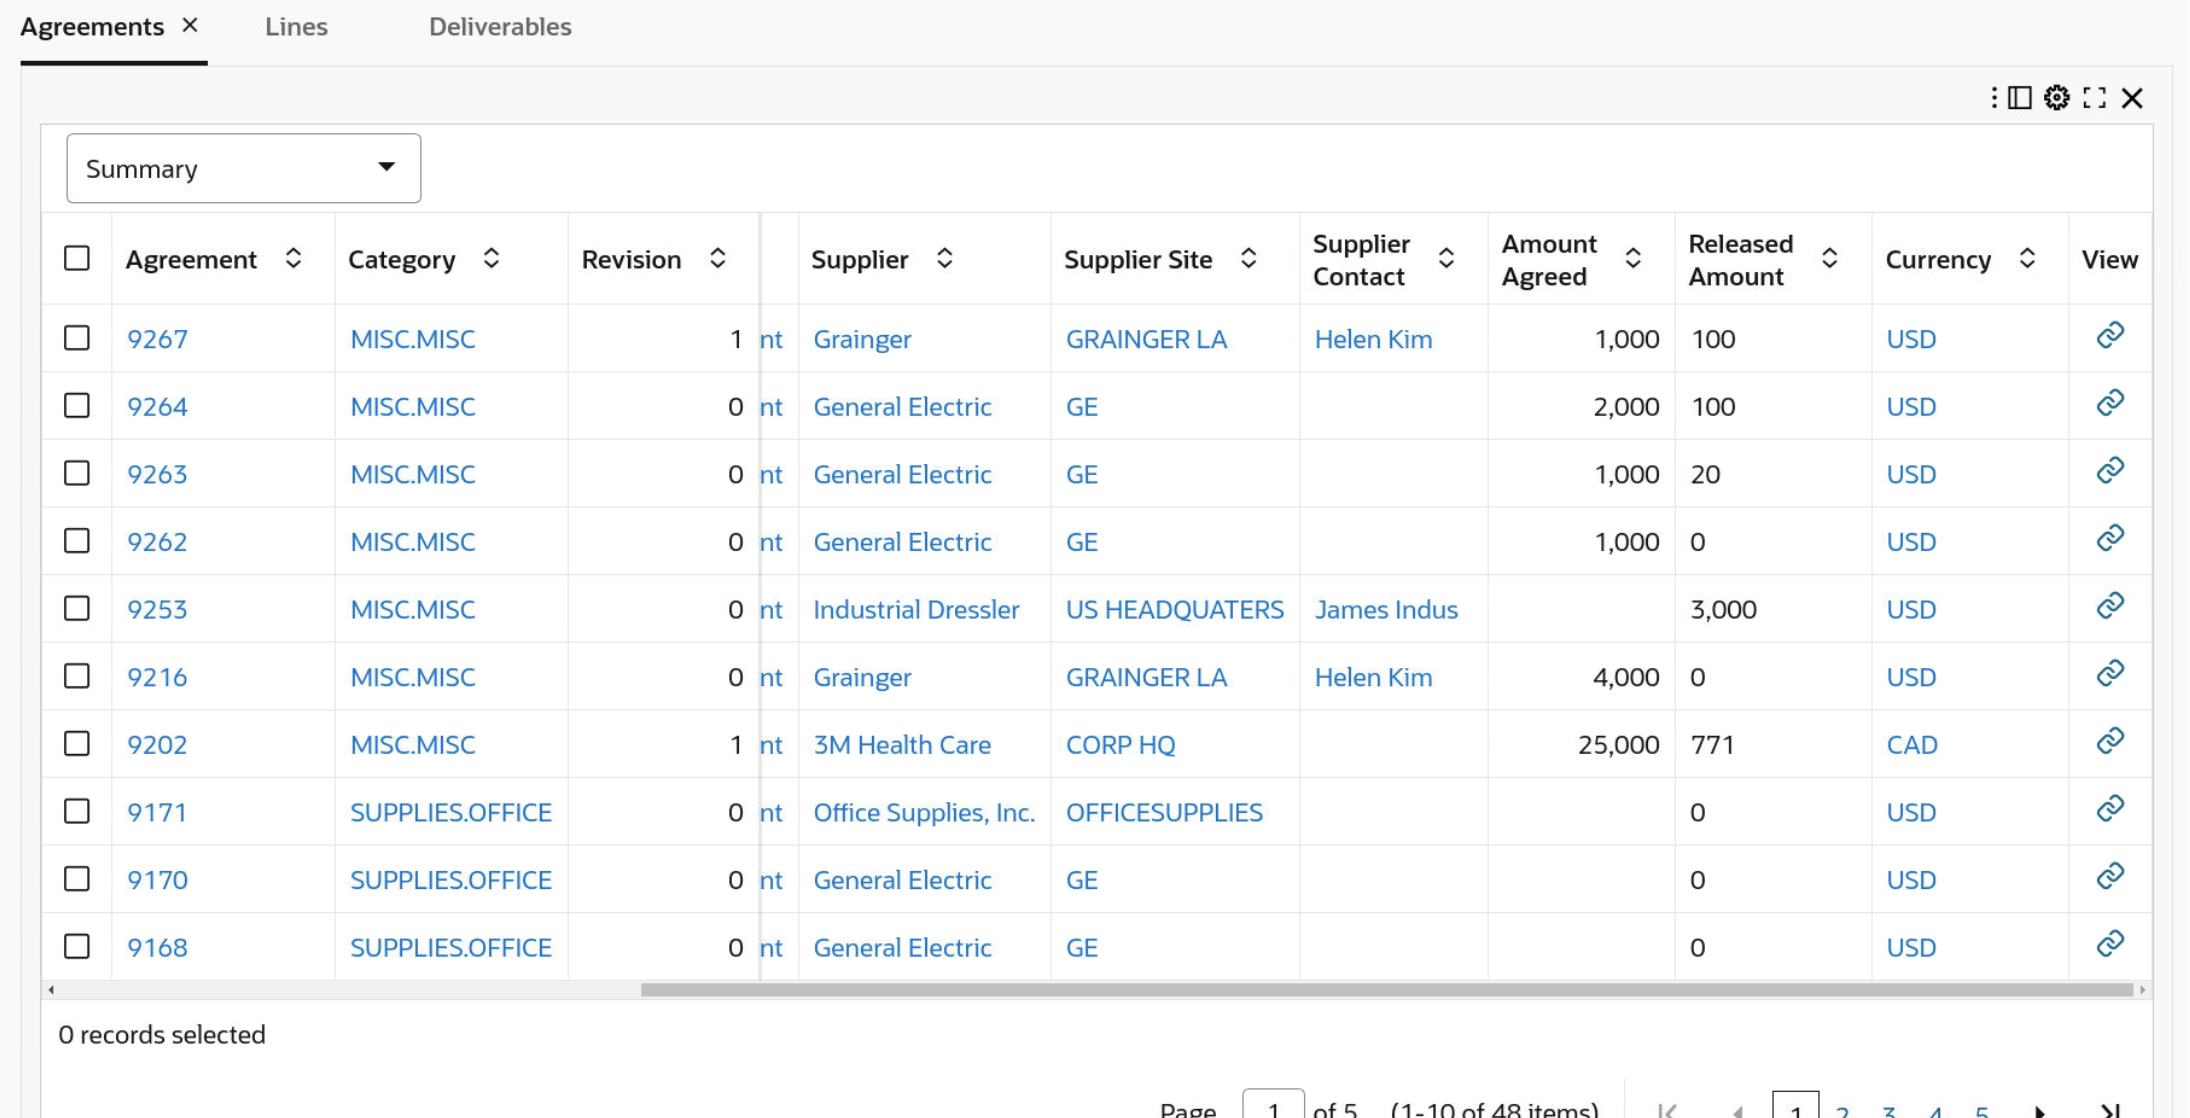 Agreements Lines Deliverables
Summary
Agreement Category Revision Supplier Supplier Site Supplier Contact Amount Agreed Released Amount Currency View
9267 MISC.MISC 1 nt Grainger GRAINGER LA Helen Kim 1,000 100 USD
9264 MISC.MISC 0 nt General Electric GE 2,000 100 USD
9263 MISC.MISC 0 nt General Electric GE 1,000 20 USD
9262 MISC.MISC 0 nt General Electric GE 1,000 0 USD
9253 MISC.MISC 0 nt Industrial Dressler US HEADQUATERS James Indus 3,000 USD
9216 MISC.MISC 0 nt Grainger GRAINGER LA Helen Kim 4,000 0 USD
9202 MISC.MISC 1 nt 3M Health Care CORP HQ 25,000 771 CAD
9171 SUPPLIES.OFFICE 0 nt Office Supplies, Inc. OFFICESUPPLIES 0 USD
9170 SUPPLIES.OFFICE 0 nt General Electric GE 0 USD
9168 SUPPLIES.OFFICE 0 nt General Electric GE 0 USD
0 records selected
Page 1 of 5 (1-10 of 48 items) 1 2 3 4 5